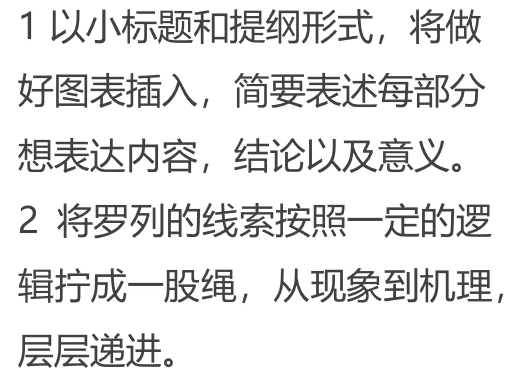 1 以小标题和提纲形式，将做
好图表插入，简要表述每部分
想表达内容，结论以及意义。
2  将罗列的线索按照一定的逻
辑拧成一股绳，从现象到机理，
层层递进。